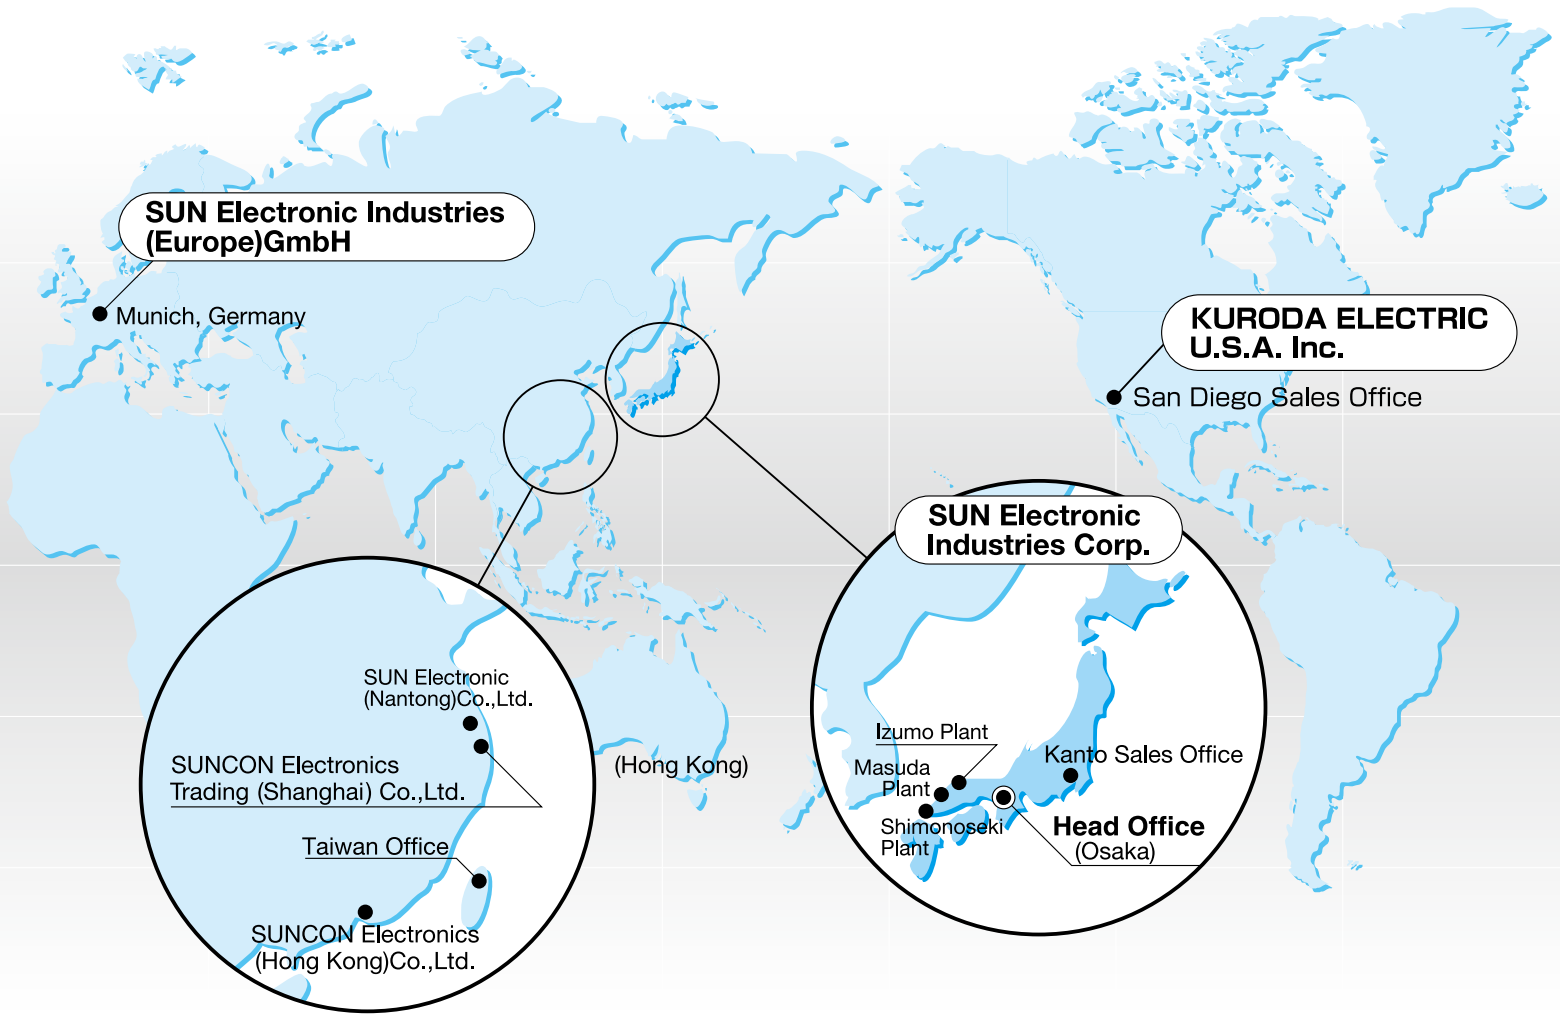 SUN Electronic Industries
(Europe)GmbH
Munich, Germany
KURODA ELECTRIC
U.S.A. Inc.
San Diego Sales Office
SUN Electronic
Industries Corp.
Izumo Plant
Masuda
Plant
Shimonoseki
Plant
Kanto Sales Office
Head Office
(Osaka)
SUN Electronic
(Nantong)Co.,Ltd.
SUNCON Electronics
Trading (Shanghai) Co.,Ltd.
(Hong Kong)
Taiwan Office
SUNCON Electronics
(Hong Kong)Co.,Ltd.